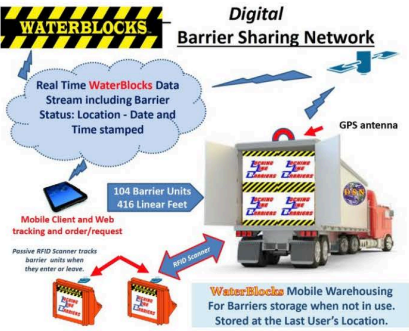 WATERBLOCKS
Digital
Barrier Sharing Network
Real Time WaterBlocks Data
Stream including Barrier
Status: Location - Date and
Time stamped
GPS antenna
104 Barrier Units
416 Linear Feet
Mobile Client and Web
tracking and order/request
Passive RFID Scanner tracks
barrier units when
they enter or leave.
RFID Scanner
WaterBlocks Mobile Warehousing
For Barriers storage when not in use.
Stored at the Last User's Location.